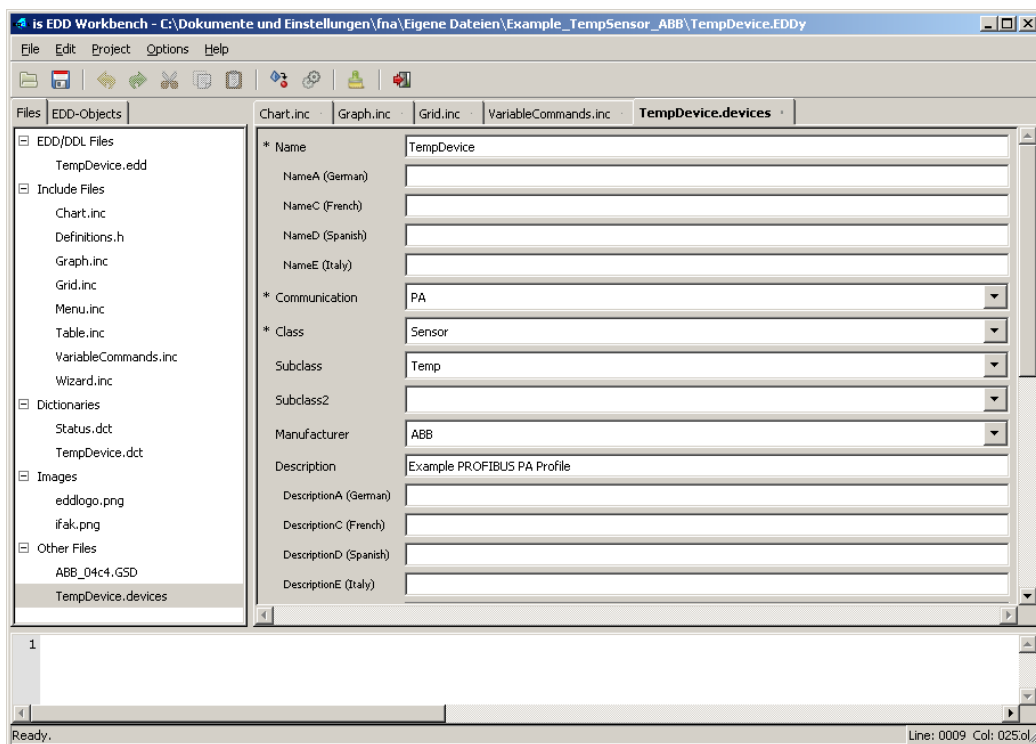 is EDD Workbench - C:\Dokumente und Einstellungen\fna\Eigene Dateien\Example_TempSensor_ABB\TempDevice.EDDy
File Edit Project Options Help
Files EDD-Objects
Chart.inc Graph.inc Grid.inc VariableCommands.inc TempDevice.devices
EDD/DDL Files
TempDevice.edd
Include Files
Chart.inc
Definitions.h
Graph.inc
Grid.inc
Menu.inc
Table.inc
VariableCommands.inc
Wizard.inc
Dictionaries
Status.dct
TempDevice.dct
Images
eddlogo.png
ifak.png
Other Files
ABB_04c4.GSD
TempDevice.devices
* Name TempDevice
NameA (German)
NameC (French)
NameD (Spanish)
NameE (Italy)
* Communication PA
* Class Sensor
Subclass Temp
Subclass2
Manufacturer ABB
Description Example PROFIBUS PA Profile
DescriptionA (German)
DescriptionC (French)
DescriptionD (Spanish)
DescriptionE (Italy)
1
Ready.
Line: 0009 Col: 025